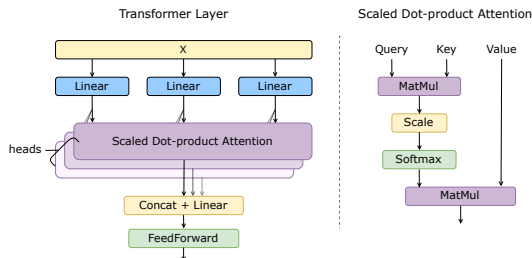 Transformer Layer
X
Linear
Linear
Linear
Scaled Dot-product Attention
heads
Concat + Linear
FeedForward
Scaled Dot-product Attention
Query
Key
Value
MatMul
Scale
Softmax
MatMul